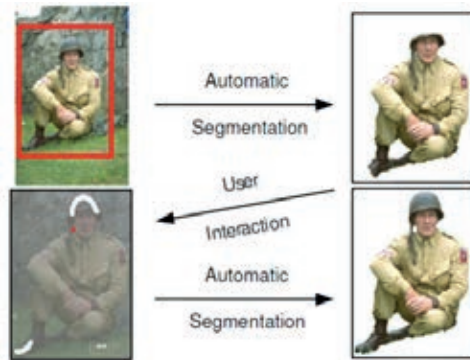 Automatic
Segmentation
User
Interaction
Automatic
Segmentation